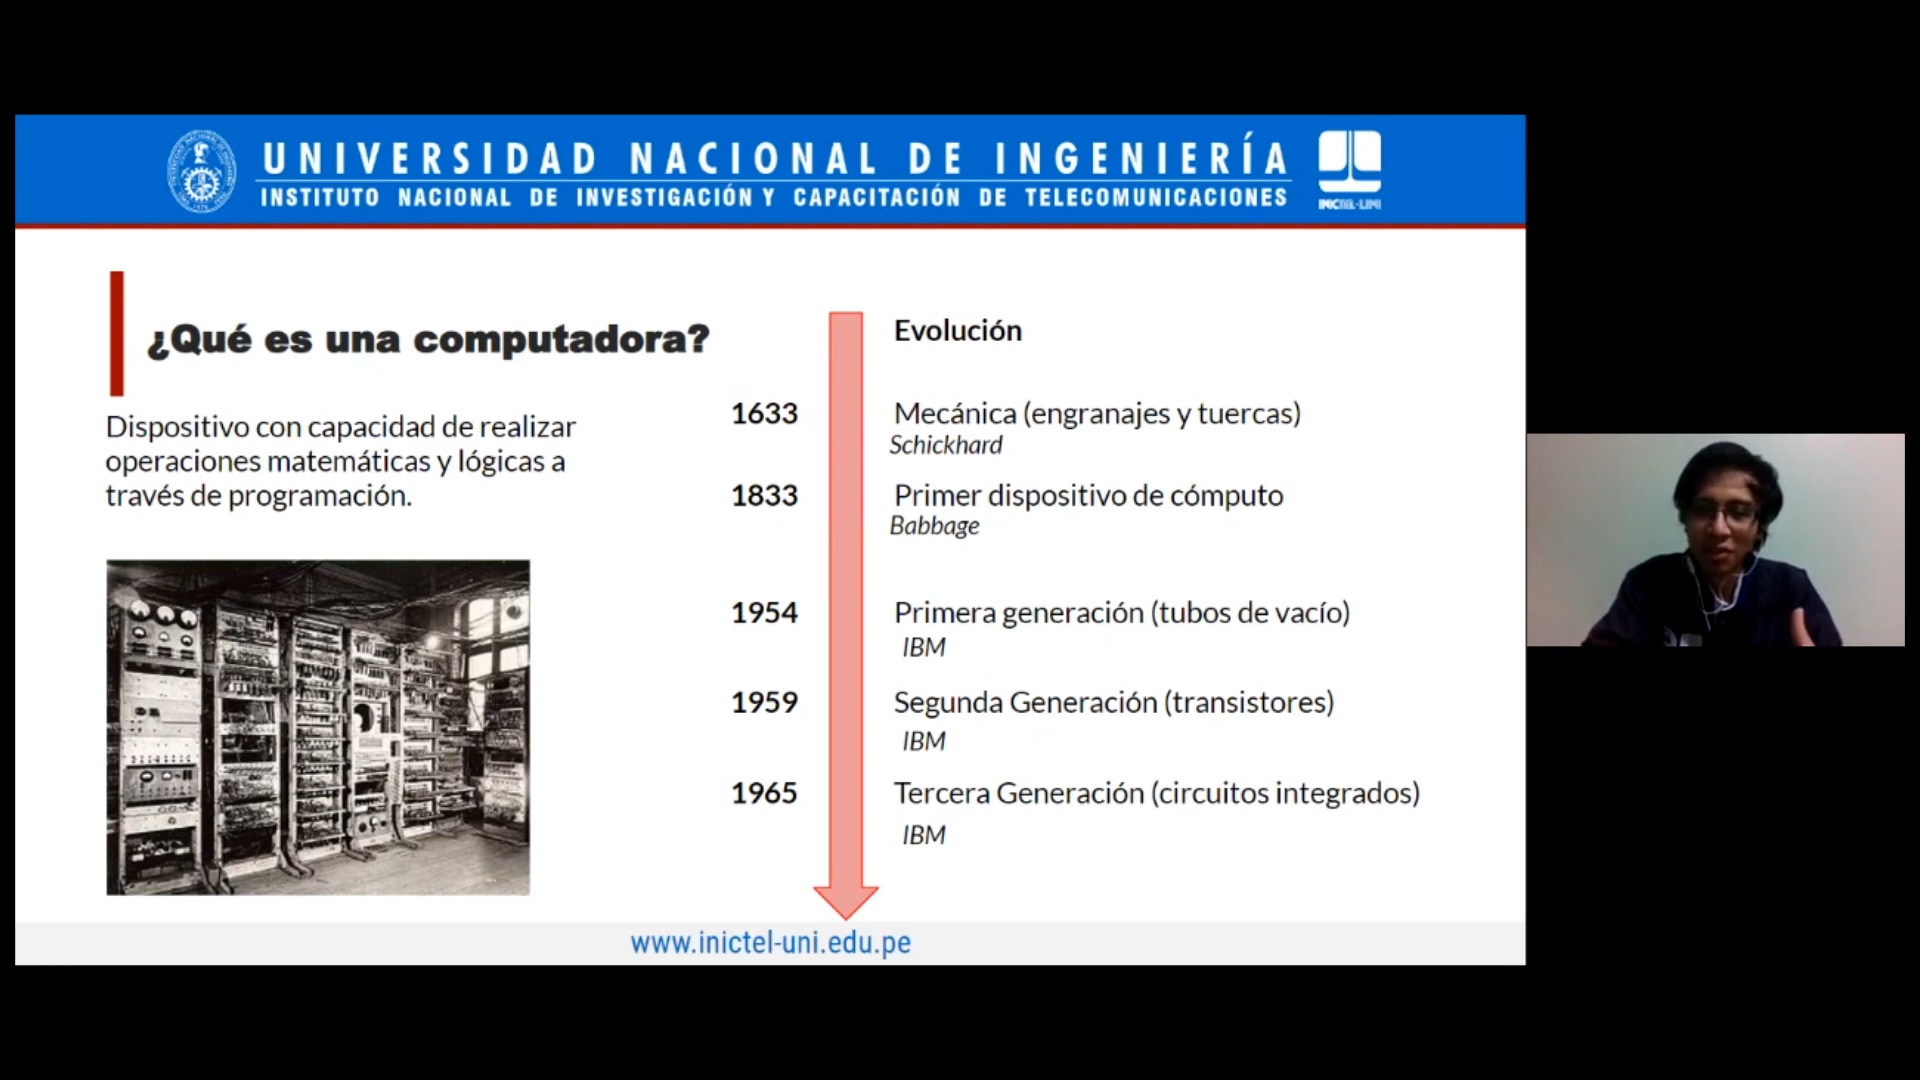 UNIVERSIDAD NACIONAL DE INGENIERÍA
INSTITUTO NACIONAL DE INVESTIGACIÓN Y CAPACITACIÓN DE TELECOMUNICACIONES
INICTEL-UNI
¿Qué es una computadora?
Dispositivo con capacidad de realizar
operaciones matemáticas y lógicas a
través de programación.
Evolución
1633 Mecánica (engranajes y tuercas)
Schickhard
1833 Primer dispositivo de cómputo
Babbage
1954 Primera generación (tubos de vacío)
IBM
1959 Segunda Generación (transistores)
IBM
1965 Tercera Generación (circuitos integrados)
IBM
www.inictel-uni.edu.pe